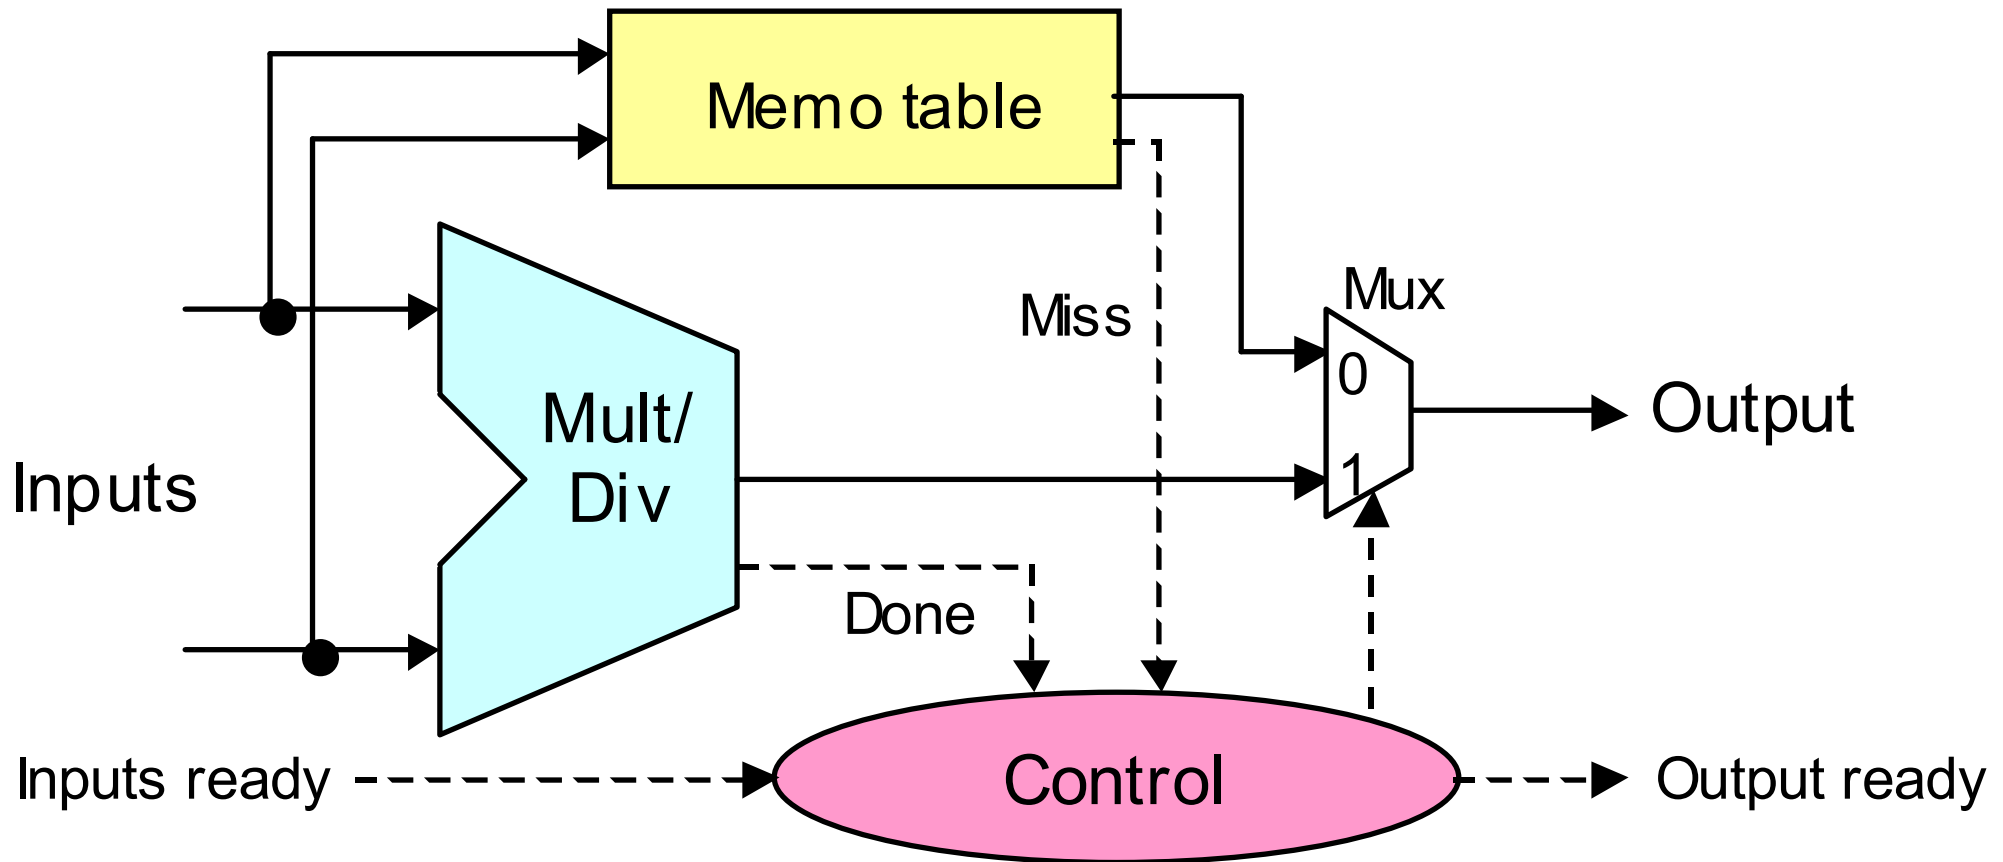 Memo table
Mux
Miss
0
Mult/
Div
Output
1
Inputs
Done
Inputs ready
Control
Output ready